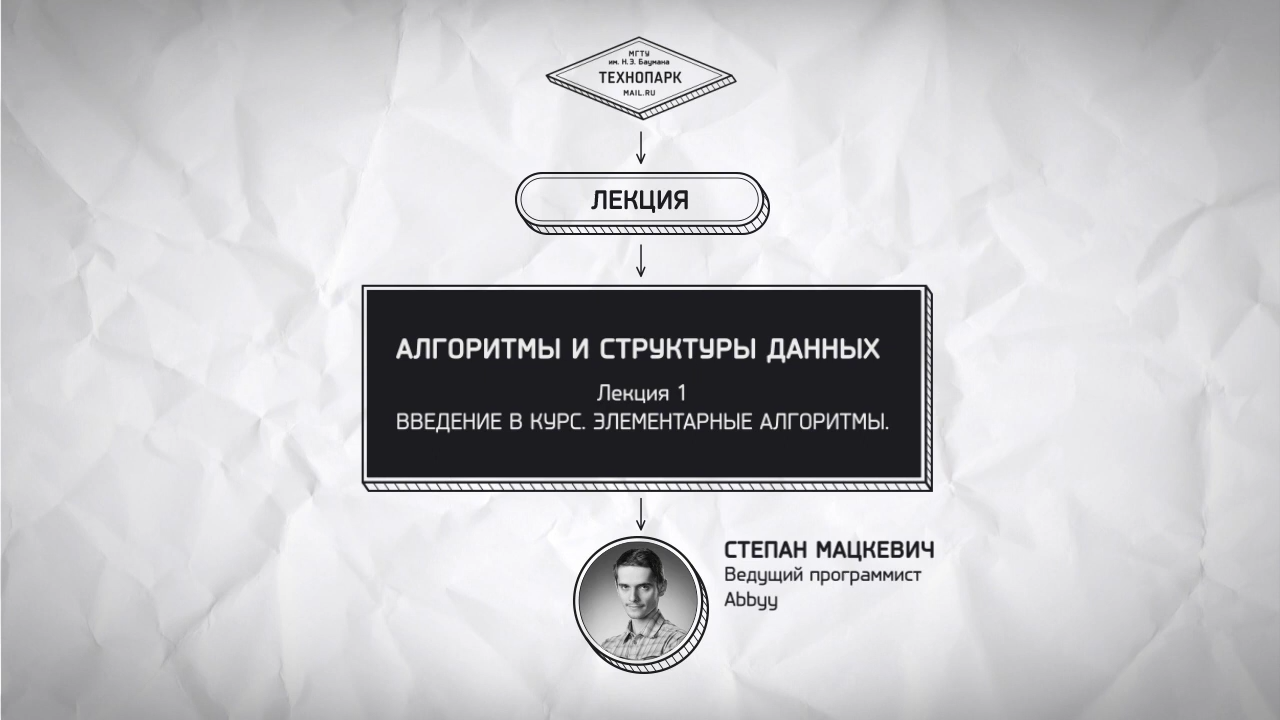 МГТУ
им. Н.Э. Баумана
ТЕХНОПАРК
MAIL.RU
ЛЕКЦИЯ
АЛГОРИТМЫ И СТРУКТУРЫ ДАННЫХ
Лекция 1
ВВЕДЕНИЕ В КУРС. ЭЛЕМЕНТАРНЫЕ АЛГОРИТМЫ.
СТЕПАН МАЦКЕВИЧ
Ведущий программист
Abbyy